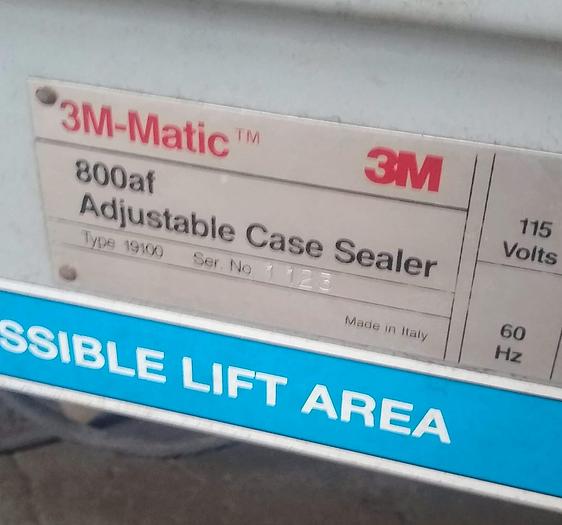 3M-Matic™
3M
800af
Adjustable Case Sealer
Type 19100 Ser. No. 1123
Made in Italy
115
Volts
60
Hz
SSIBLE LIFT AREA